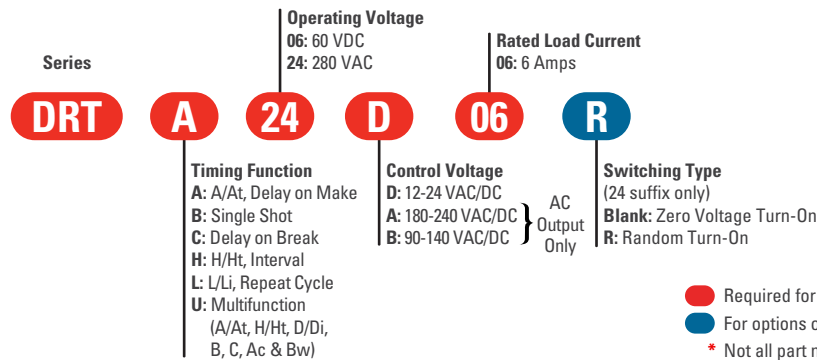 Operating Voltage
06: 60 VDC
24: 280 VAC
Rated Load Current
06: 6 Amps
Series
DRT A 24 D 06 R
Timing Function
A: A/At, Delay on Make
B: Single Shot
C: Delay on Break
H: H/Ht, Interval
L: L/Li, Repeat Cycle
U: Multifunction
(A/At, H/Ht, D/Di,
B, C, Ac & Bw)
Control Voltage
D: 12-24 VAC/DC
A: 180-240 VAC/DC
B: 90-140 VAC/DC
AC
Output
Only
Switching Type
(24 suffix only)
Blank: Zero Voltage Turn-On
R: Random Turn-On
Required for
For options o
* Not all part n